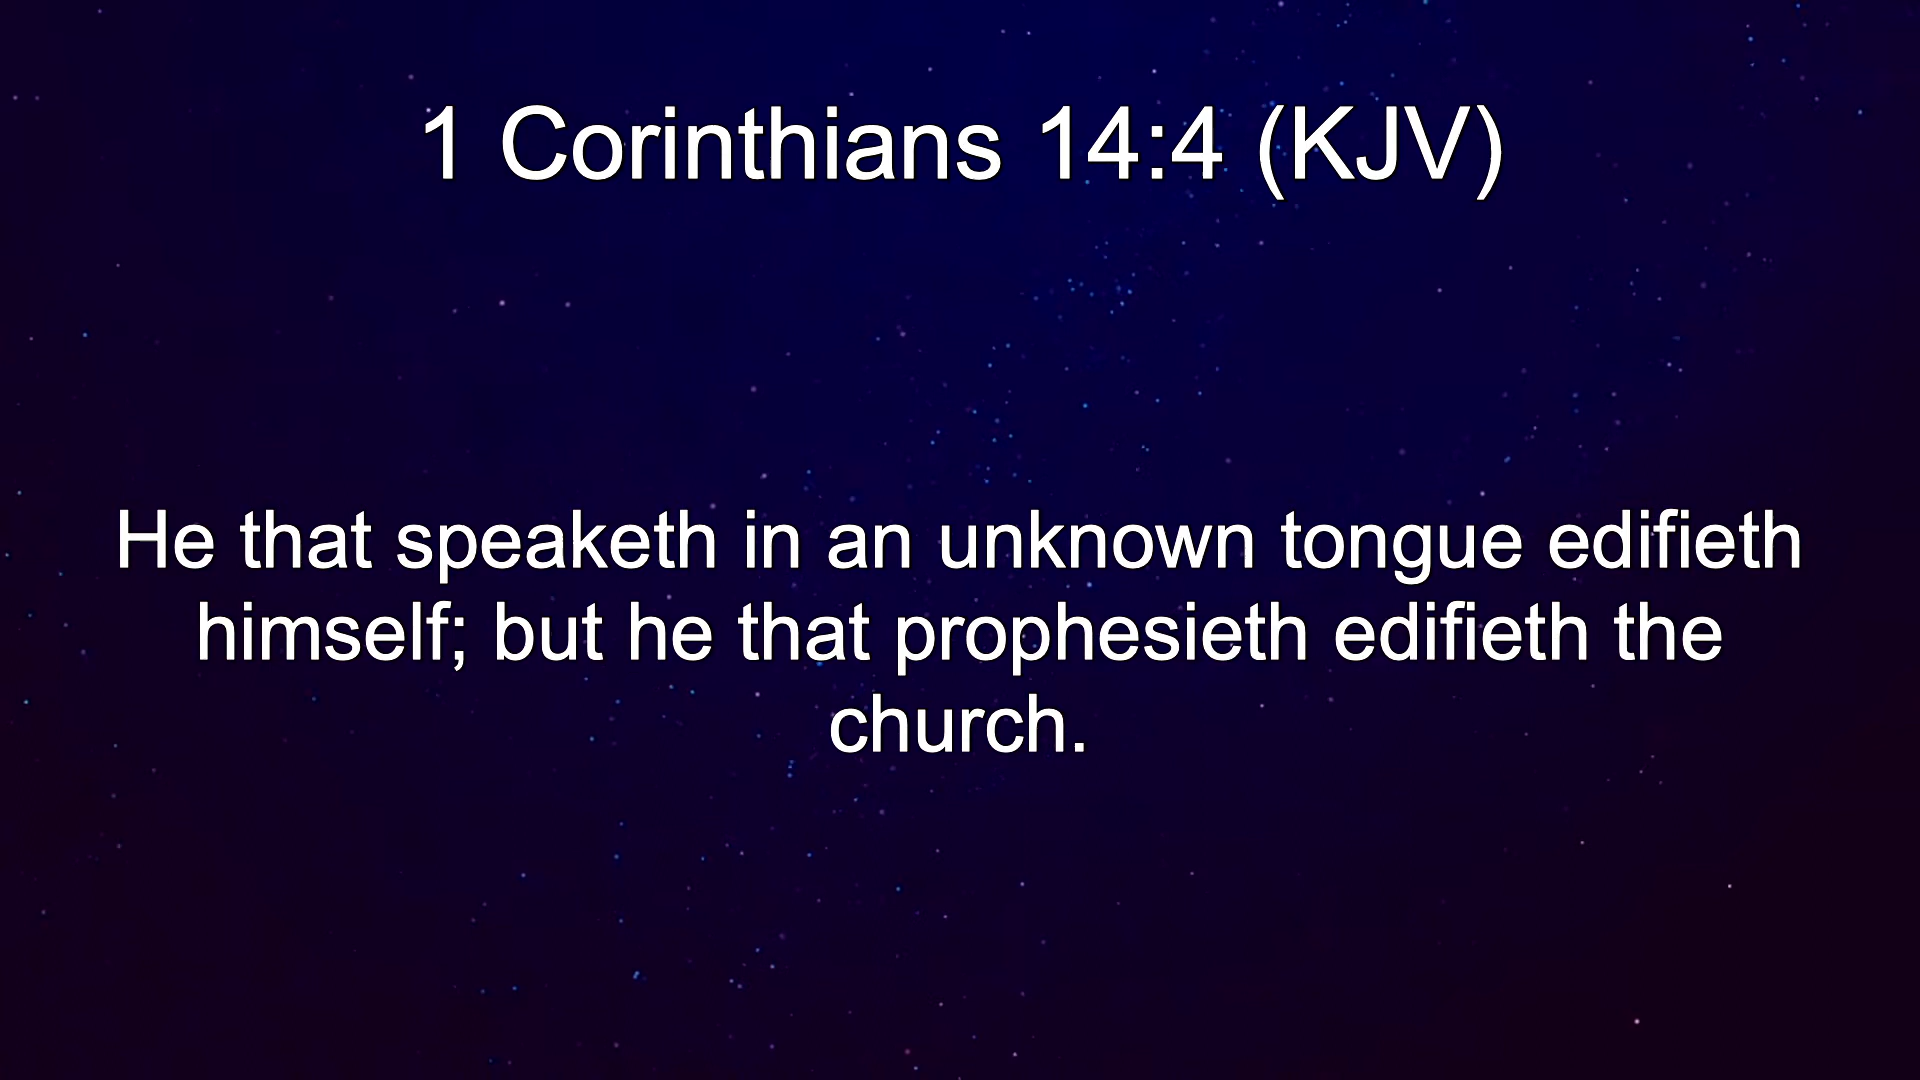 1 Corinthians 14:4 (KJV)
He that speaketh in an unknown tongue edifieth
himself; but he that prophesieth edifieth the
church.